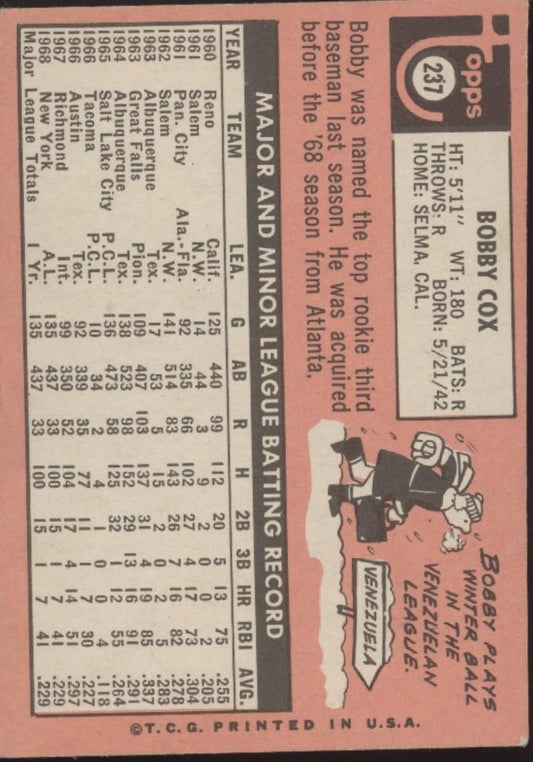 Topps
237
BOBBY COX
HT: 5'11" WT: 180 BATS: R
THROWS: R BORN: 5/21/42
HOME: SELMA, CAL.
Bobby was named the top rookie third
baseman last season. He was acquired
before the '68 season from Atlanta.
BOBBY PLAYS
WINTER BALL
IN THE
VENEZUELAN
LEAGUE.
VENEZUELA
MAJOR AND MINOR LEAGUE BATTING RECORD
YEAR TEAM LEA. G AB R H 2B 3B HR RBI AVG.
1960 Reno Calif. 125 440 99 112 20 5 13 75 .255
1961 Salem N.W. 14 44 3 9 2 0 0 2 .205
1961 Pan. City Ala.-Fla. 92 335 66 102 27 4 17 73 .304
1962 Salem N.W. 141 514 83 143 26 7 16 82 .278
1963 Albuquerque Tex. 17 53 5 15 2 0 2 5 .283
1963 Great Falls Pion. 109 407 103 137 31 4 19 85 .337
1964 Albuquerque Tex. 138 523 98 152 29 13 16 91 .291
1965 Salt Lake City P.C.L. 136 473 58 125 32 1 12 55 .264
1966 Tacoma P.C.L. 10 34 2 4 1 0 0 4 .118
1966 Austin Tex. 92 339 35 77 11 1 7 30 .227
1967 Richmond Int. 99 350 52 104 17 4 14 51 .297
1968 New York A.L. 135 437 33 100 15 1 7 41 .229
Major League Totals 1 Yr. 135 437 33 100 15 1 7 41 .229
©T.C.G. PRINTED IN U.S.A.